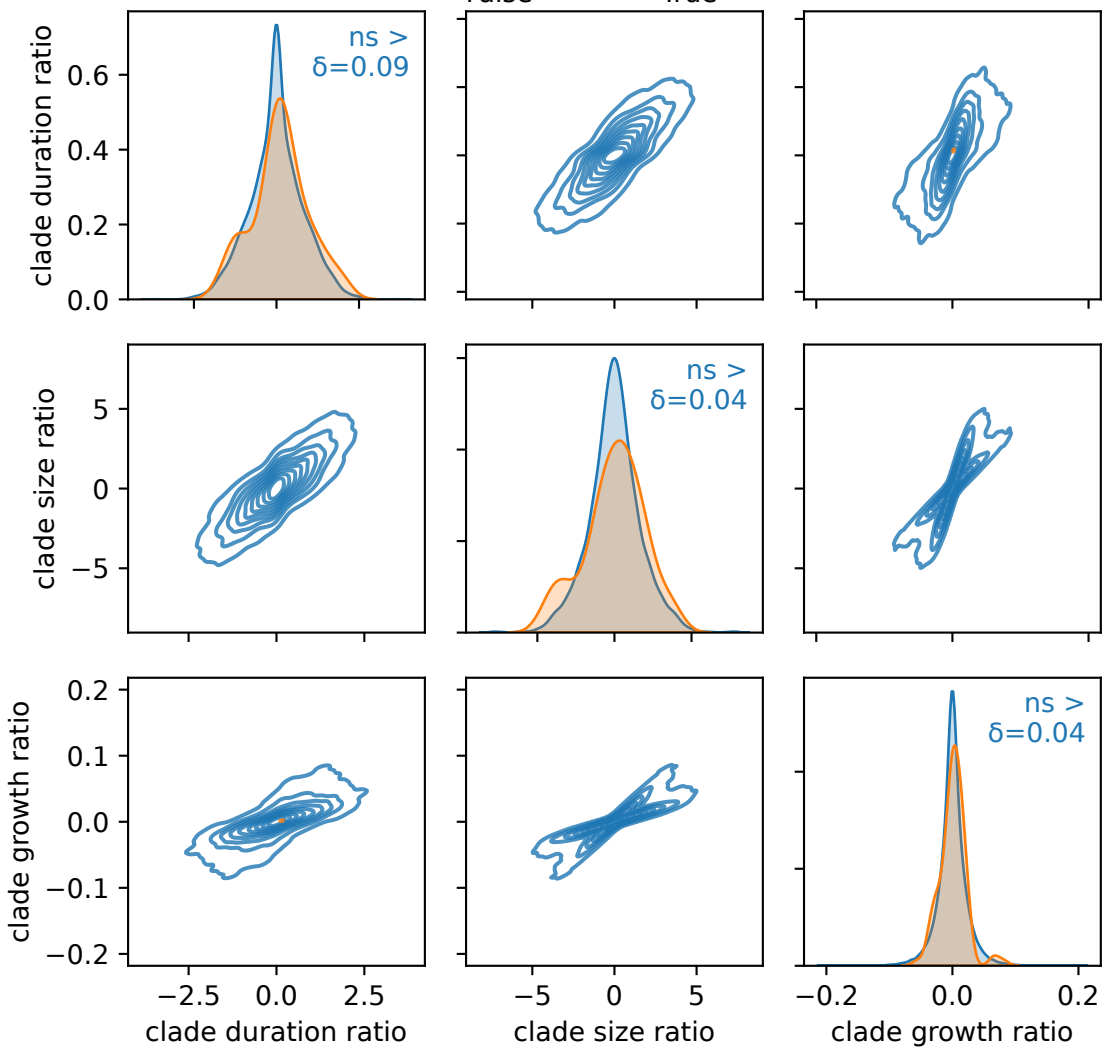 True
clade duration ratio
0.6
0.4
0.2
0.0
ns >
δ=0.09
clade size ratio
5
0
−5
ns >
δ=0.04
clade growth ratio
0.2
0.1
0.0
−0.1
−0.2
ns >
δ=0.04
−2.5 0.0 2.5
−5 0 5
−0.2 0.0 0.2
clade duration ratio
clade size ratio
clade growth ratio